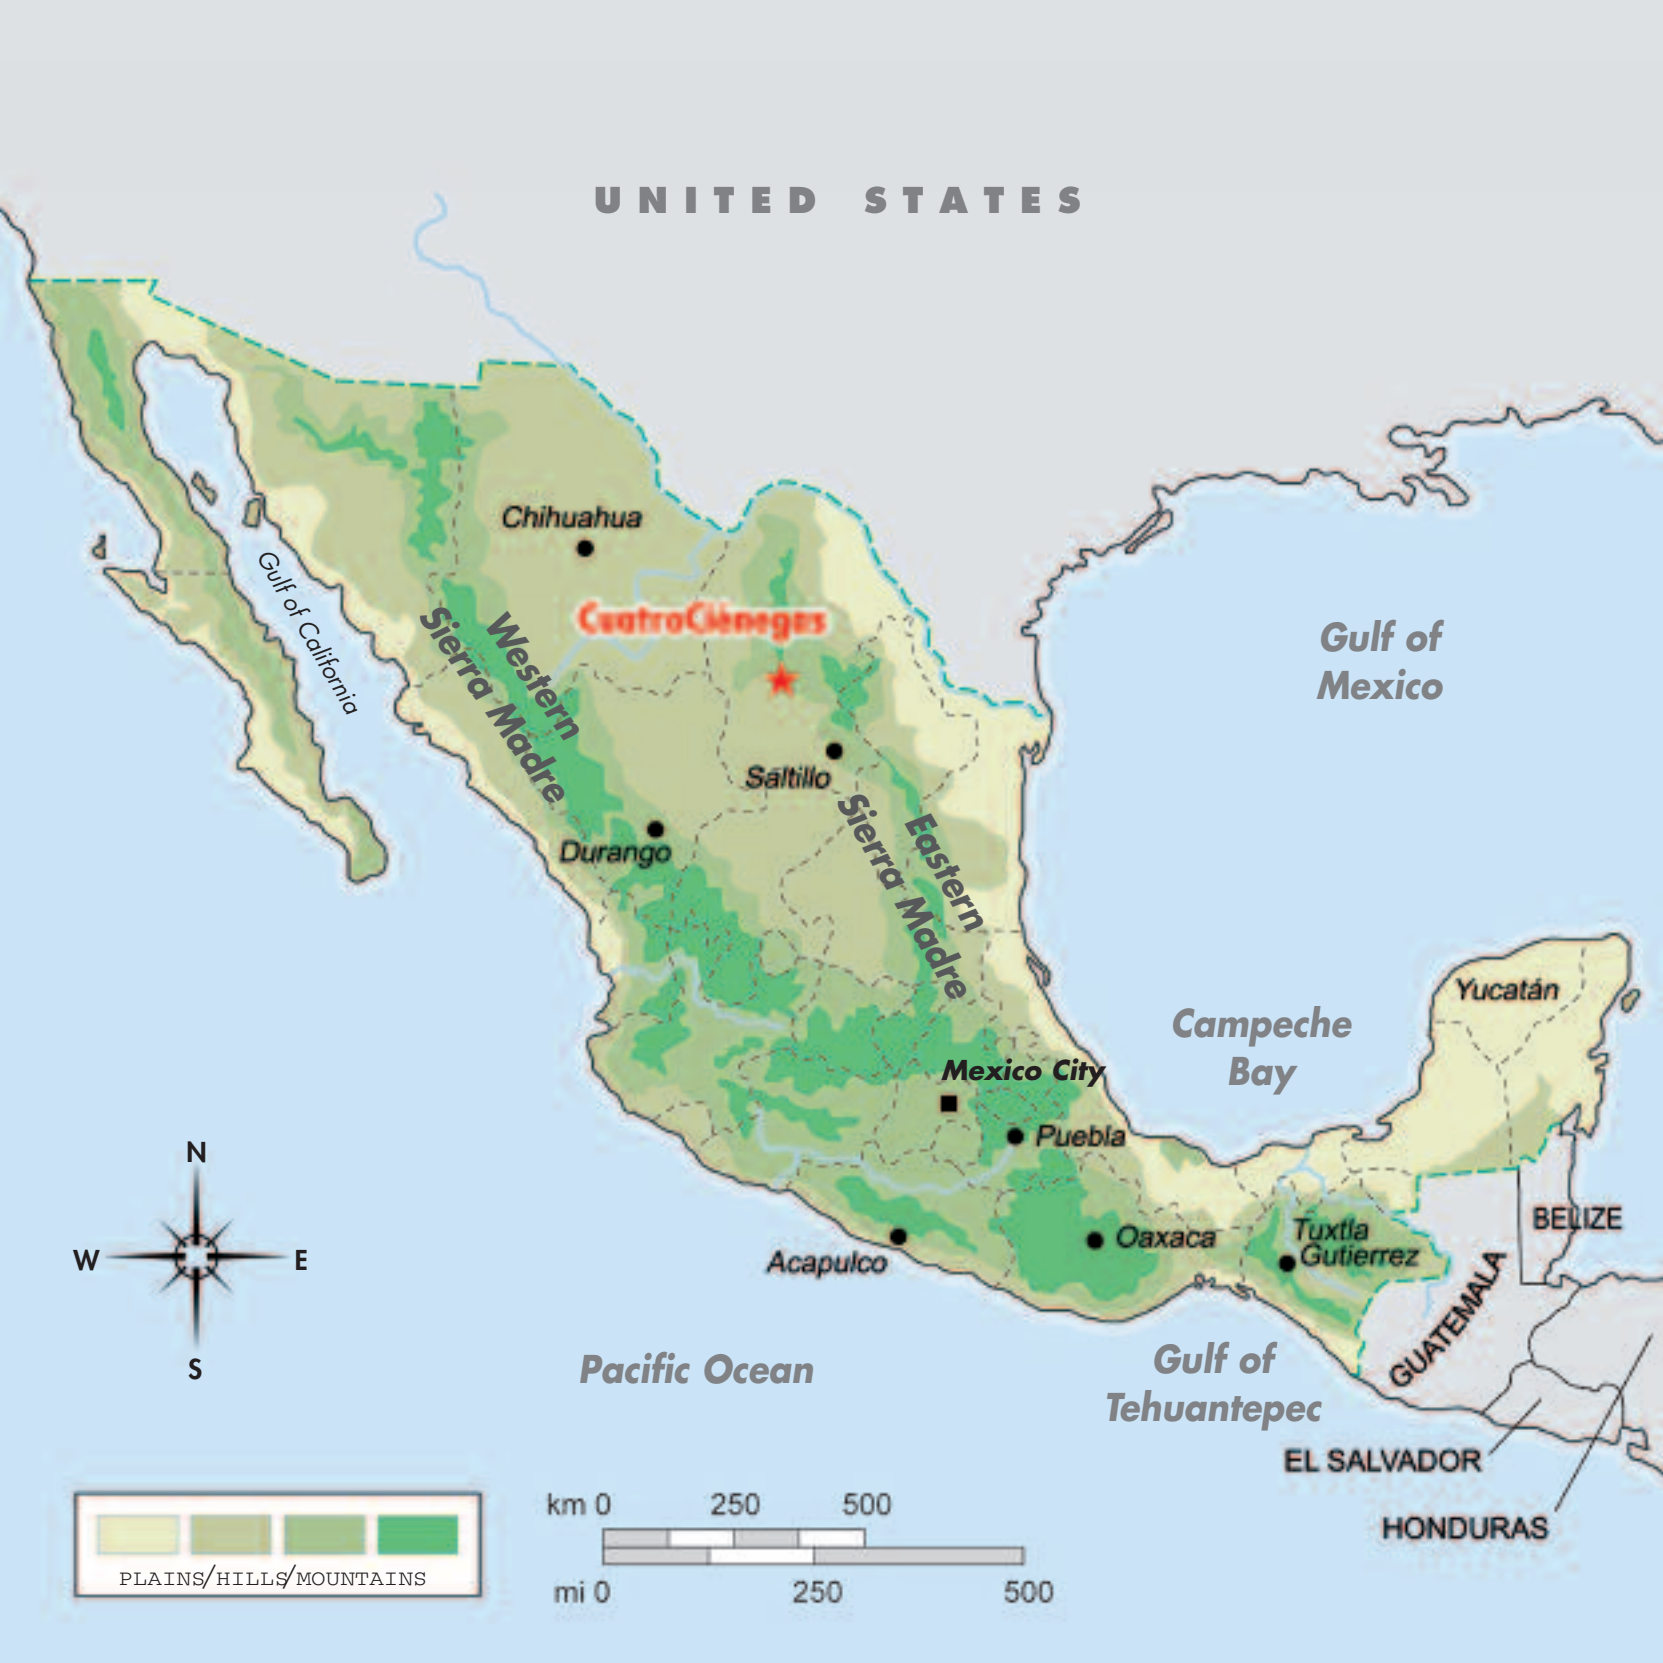 UNITED STATES
Chihuahua
CuatroCiénegas
Gulf of California
Western
Sierra Madre
Gulf of
Mexico
Saltillo
Durango
Eastern
Sierra Madre
Yucatán
Campeche
Bay
Mexico City
Puebla
N
W
E
S
Oaxaca
Acapulco
Tuxtla
Gutierrez
BELIZE
GUATEMALA
Pacific Ocean
Gulf of
Tehuantepec
EL SALVADOR
HONDURAS
PLAINS/HILLS/MOUNTAINS
km 0 250 500
mi 0 250 500